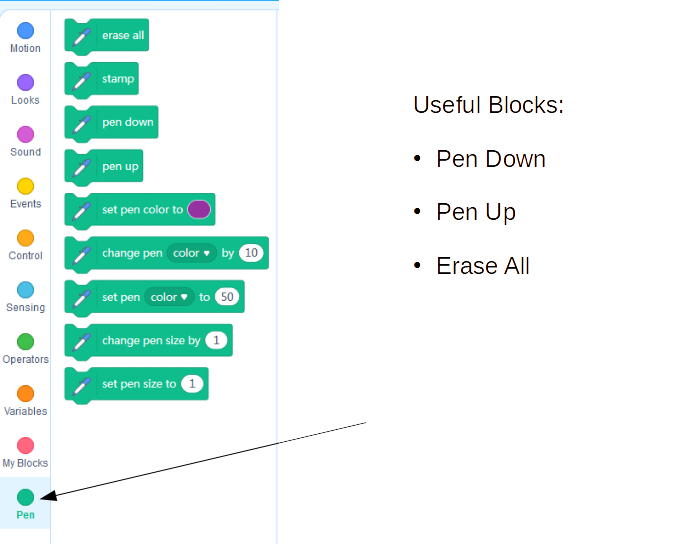 Motion
Looks
Sound
Events
Control
Sensing
Operators
Variables
My Blocks
Pen
erase all
stamp
pen down
pen up
set pen color to
change pen color ▾ by 10
set pen color ▾ to 50
change pen size by 1
set pen size to 1
Useful Blocks:
• Pen Down
• Pen Up
• Erase All